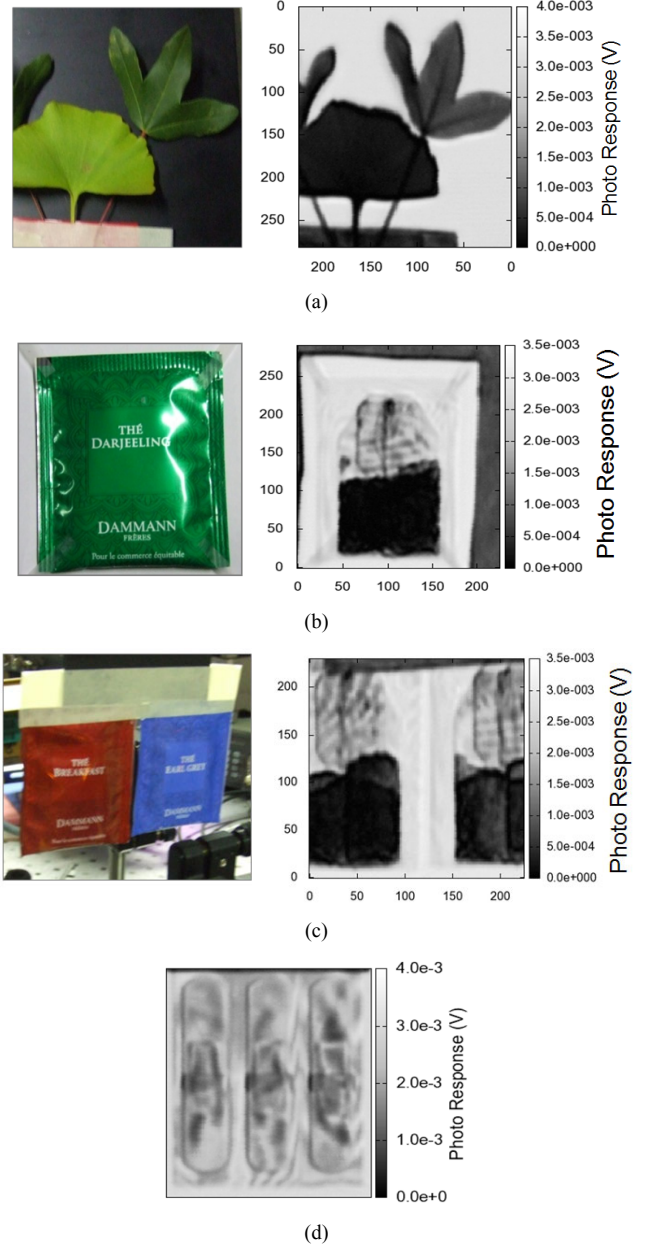 0
50
100
150
200
250
200
150
100
50
0
4.0e-003
3.5e-003
3.0e-003
2.5e-003
2.0e-003
1.5e-003
1.0e-003
5.0e-004
0.0e+000
Photo Response (V)
(a)
THÉ
DARJEELING
DAMMANN
FRÈRES
Pour le commerce équitable
250
200
150
100
50
0
0
50
100
150
200
3.5e-003
3.0e-003
2.5e-003
2.0e-003
1.5e-003
1.0e-003
5.0e-004
0.0e+000
Photo Response (V)
(b)
THÉ
BREAKFAST
DAMMANN
FRÈRES
Pour le commerce équitable
THÉ
EARL GREY
DAMMANN
FRÈRES
200
150
100
50
0
0
50
100
150
200
3.5e-003
3.0e-003
2.5e-003
2.0e-003
1.5e-003
1.0e-003
5.0e-004
0.0e+000
Photo Response (V)
(c)
4.0e-3
3.0e-3
2.0e-3
1.0e-3
0.0e+0
Photo Response (V)
(d)